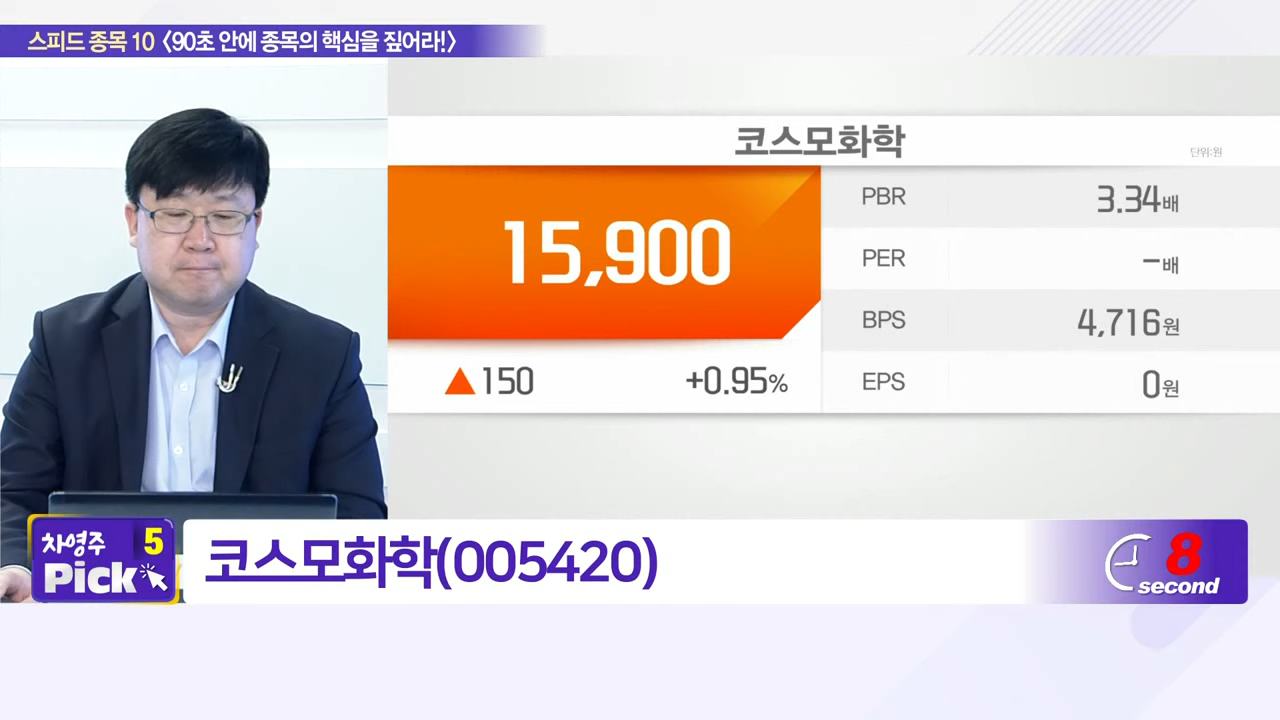 스피드 종목 10 <90초 안에 종목의 핵심을 짚어라!>
코스모화학
단위:원
15,900
▲150 +0.95%
PBR 3.34배
PER -배
BPS 4,716원
EPS 0원
차영주 5
Pick
코스모화학(005420)
8
second